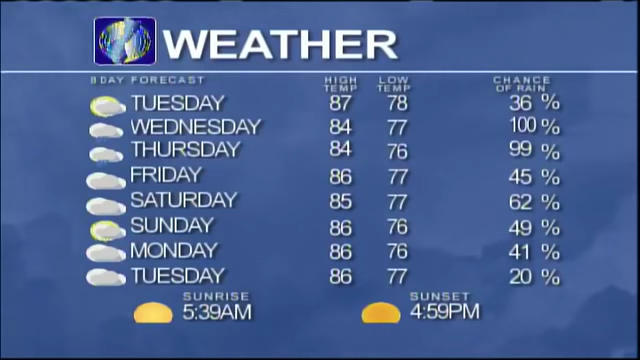 WEATHER
8 DAY FORECAST HIGH TEMP LOW TEMP CHANCE OF RAIN
TUESDAY 87 78 36 %
WEDNESDAY 84 77 100 %
THURSDAY 84 76 99 %
FRIDAY 86 77 45 %
SATURDAY 85 77 62 %
SUNDAY 86 76 49 %
MONDAY 86 76 41 %
TUESDAY 86 77 20 %
SUNRISE SUNSET
5:39AM 4:59PM